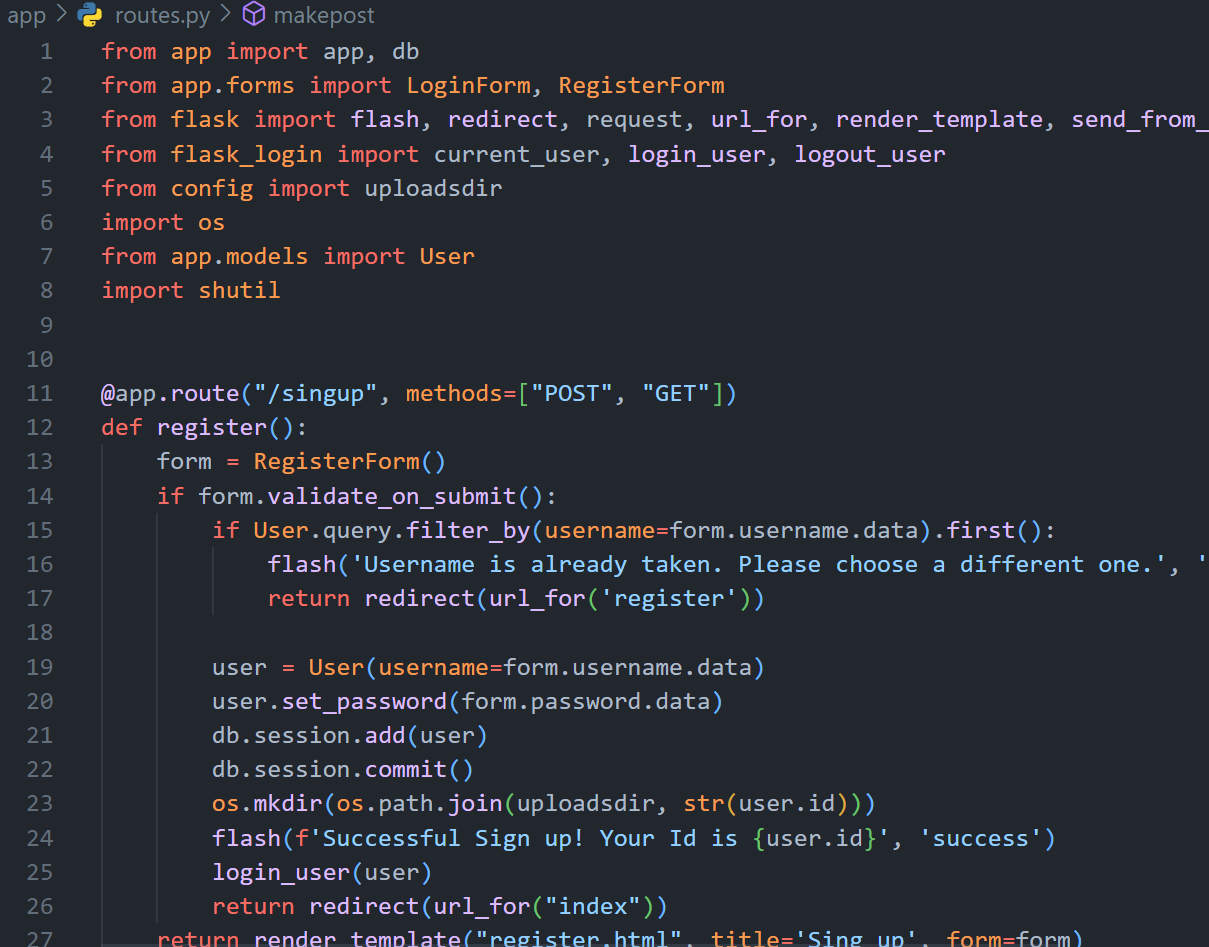 app > routes.py > makepost
1 from app import app, db
2 from app.forms import LoginForm, RegisterForm
3 from flask import flash, redirect, request, url_for, render_template, send_from_
4 from flask_login import current_user, login_user, logout_user
5 from config import uploadsdir
6 import os
7 from app.models import User
8 import shutil
9
10
11 @app.route("/singup", methods=["POST", "GET"])
12 def register():
13     form = RegisterForm()
14     if form.validate_on_submit():
15         if User.query.filter_by(username=form.username.data).first():
16             flash('Username is already taken. Please choose a different one.', '
17             return redirect(url_for('register'))
18
19         user = User(username=form.username.data)
20         user.set_password(form.password.data)
21         db.session.add(user)
22         db.session.commit()
23         os.mkdir(os.path.join(uploadsdir, str(user.id)))
24         flash(f'Successful Sign up! Your Id is {user.id}', 'success')
25         login_user(user)
26         return redirect(url_for("index"))
27     return render_template("register.html", title='Sing up', form=form)